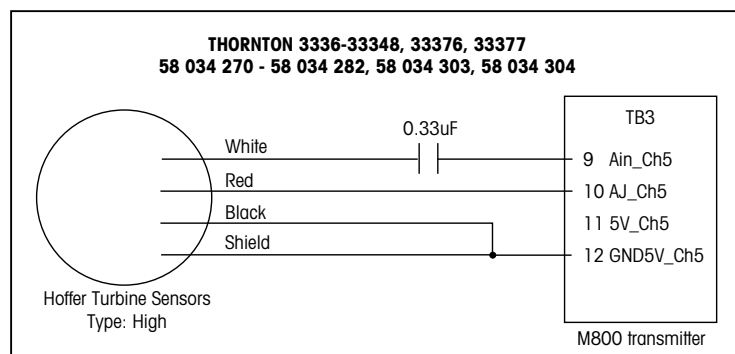 THORNTON 3336-33348, 33376, 33377
58 034 270 - 58 034 282, 58 034 303, 58 034 304
TB3
0.33uF
White
9 Ain_Ch5
Red
10 AJ_Ch5
Black
11 5V_Ch5
Shield
12 GND5V_Ch5
Hoffer Turbine Sensors
Type: High
M800 transmitter